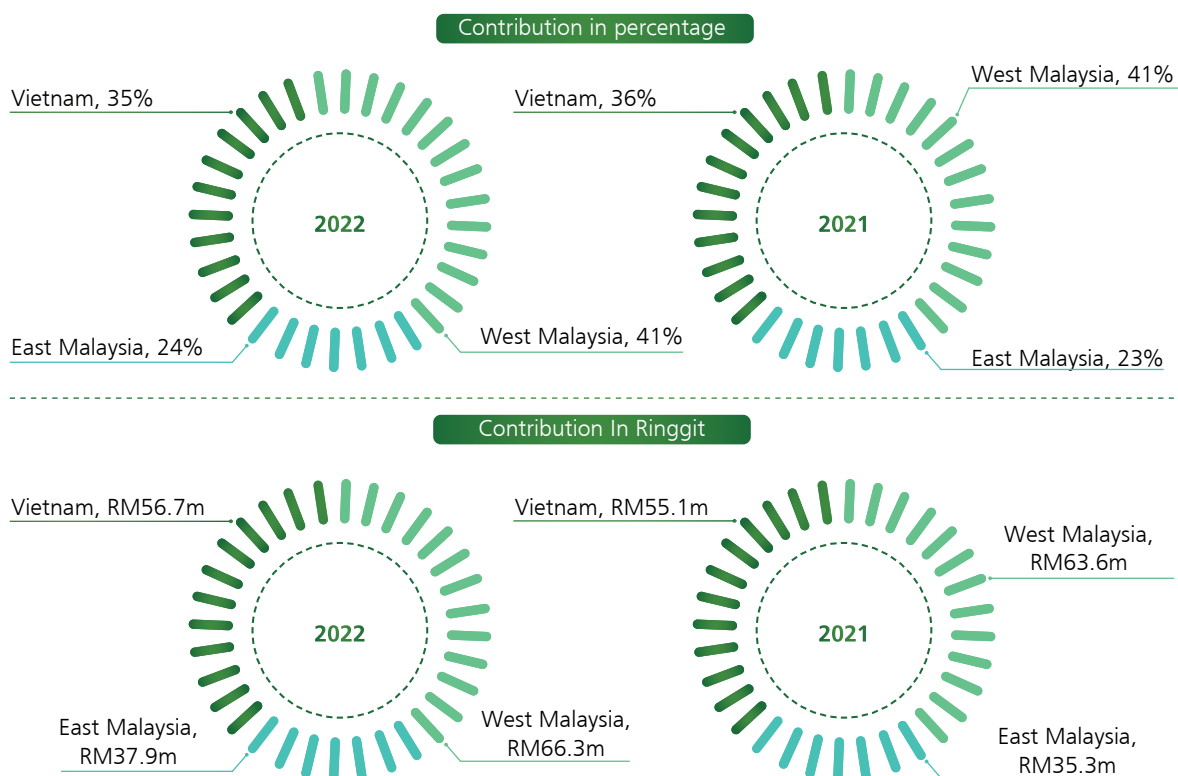 Contribution in percentage
Vietnam, 35%
2022
East Malaysia, 24%
West Malaysia, 41%
Vietnam, 36%
West Malaysia, 41%
2021
East Malaysia, 23%
Contribution In Ringgit
Vietnam, RM56.7m
2022
East Malaysia,
RM37.9m
West Malaysia,
RM66.3m
Vietnam, RM55.1m
West Malaysia,
RM63.6m
2021
East Malaysia,
RM35.3m